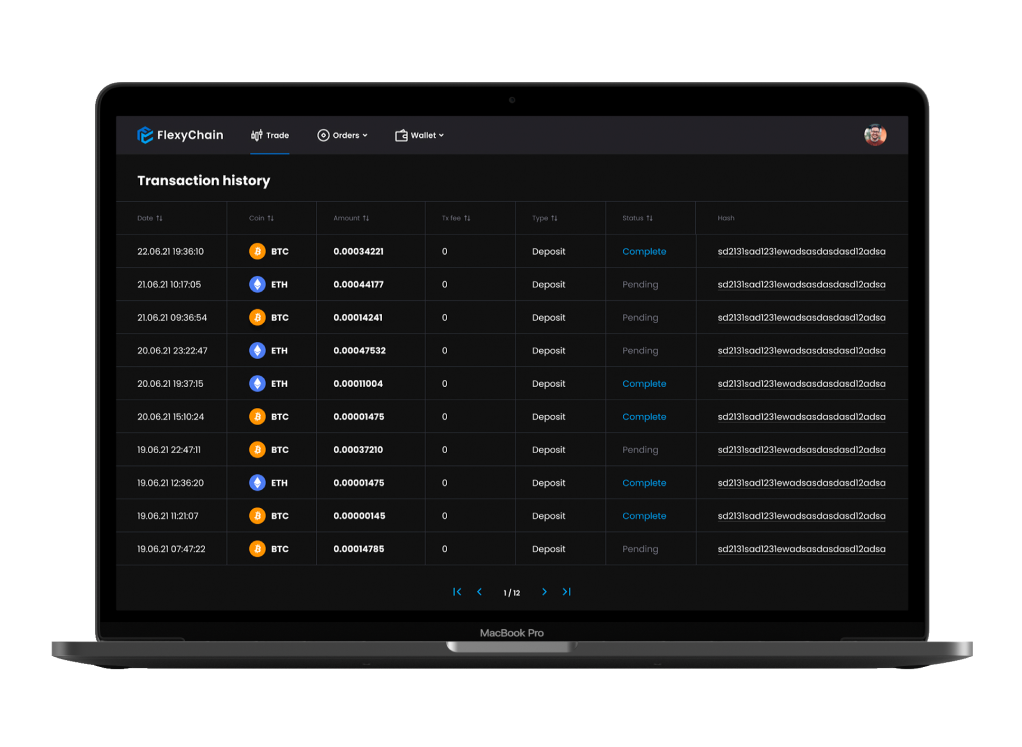 FlexyChain Trade Orders Wallet
Transaction history
Date Coin Amount Tx fee Type Status Hash
22.06.21 19:36:10 BTC 0.00034221 0 Deposit Complete sd2131sad1231ewadsasdasdasd12adsa
21.06.21 10:17:05 ETH 0.00044177 0 Deposit Pending sd2131sad1231ewadsasdasdasd12adsa
21.06.21 09:36:54 BTC 0.00014241 0 Deposit Pending sd2131sad1231ewadsasdasdasd12adsa
20.06.21 23:22:47 ETH 0.00047532 0 Deposit Pending sd2131sad1231ewadsasdasdasd12adsa
20.06.21 19:37:15 ETH 0.00011004 0 Deposit Complete sd2131sad1231ewadsasdasdasd12adsa
20.06.21 15:10:24 BTC 0.00001475 0 Deposit Complete sd2131sad1231ewadsasdasdasd12adsa
19.06.21 22:47:11 BTC 0.00037210 0 Deposit Pending sd2131sad1231ewadsasdasdasd12adsa
19.06.21 12:36:20 ETH 0.00001475 0 Deposit Complete sd2131sad1231ewadsasdasdasd12adsa
19.06.21 11:21:07 BTC 0.00000145 0 Deposit Complete sd2131sad1231ewadsasdasdasd12adsa
19.06.21 07:47:22 BTC 0.00014785 0 Deposit Pending sd2131sad1231ewadsasdasdasd12adsa
1 / 12
MacBook Pro